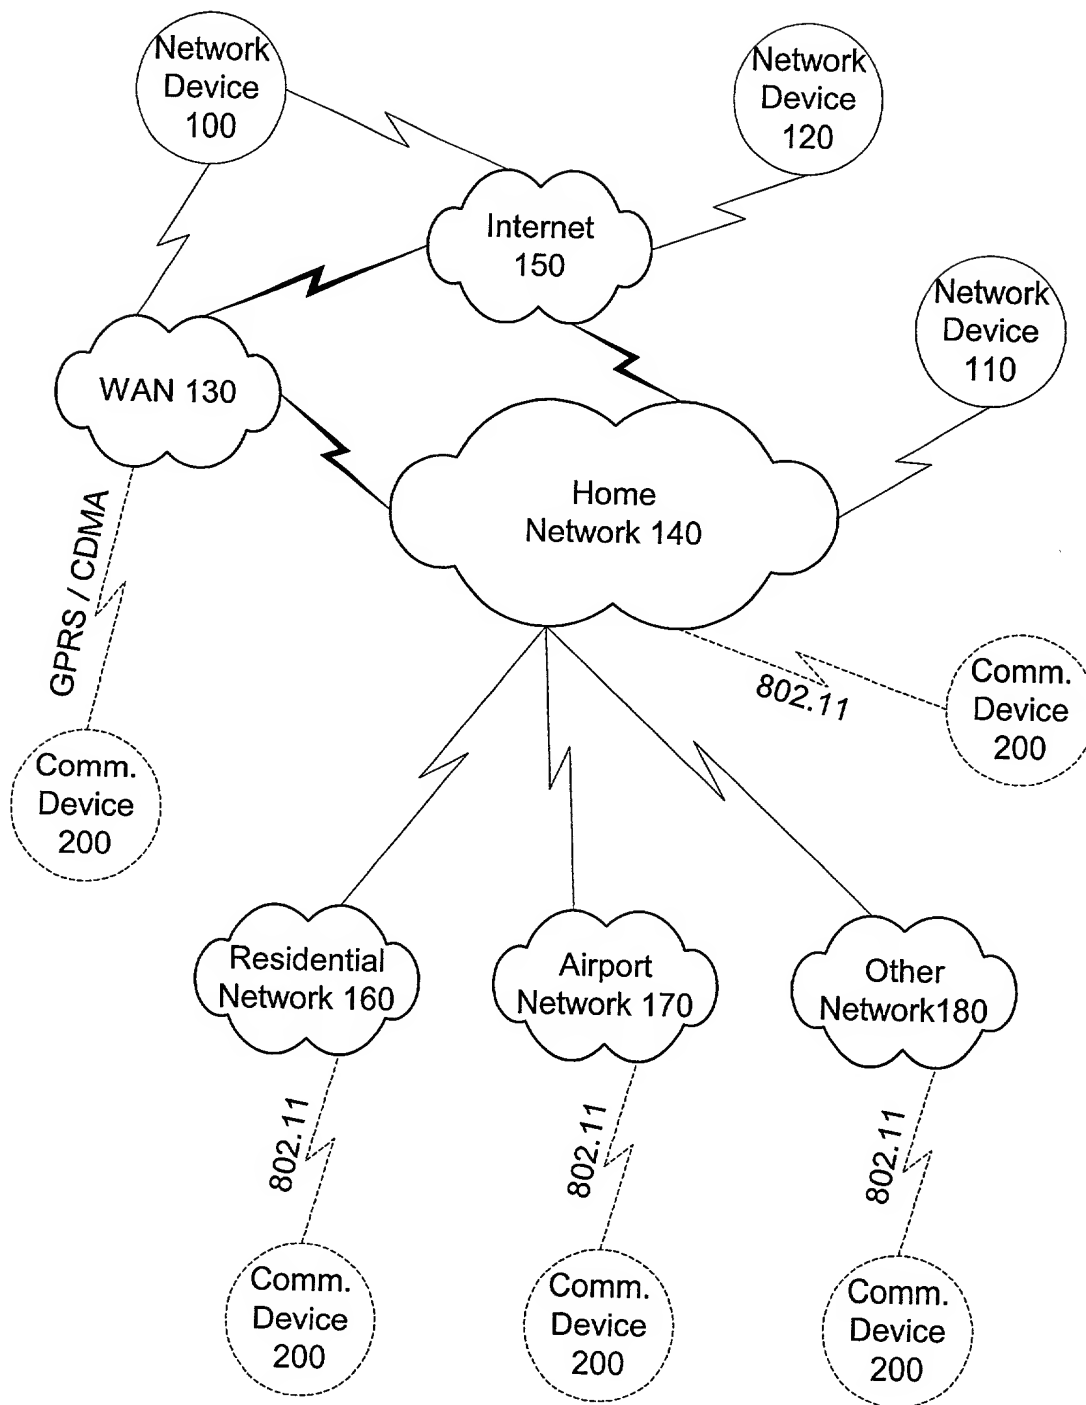 Network
Device
100
Network
Device
120
Internet
150
Network
Device
110
WAN 130
Home
Network 140
GPRS / CDMA
802.11
Comm.
Device
200
Comm.
Device
200
Residential
Network 160
Airport
Network 170
Other
Network180
802.11
802.11
802.11
Comm.
Device
200
Comm.
Device
200
Comm.
Device
200